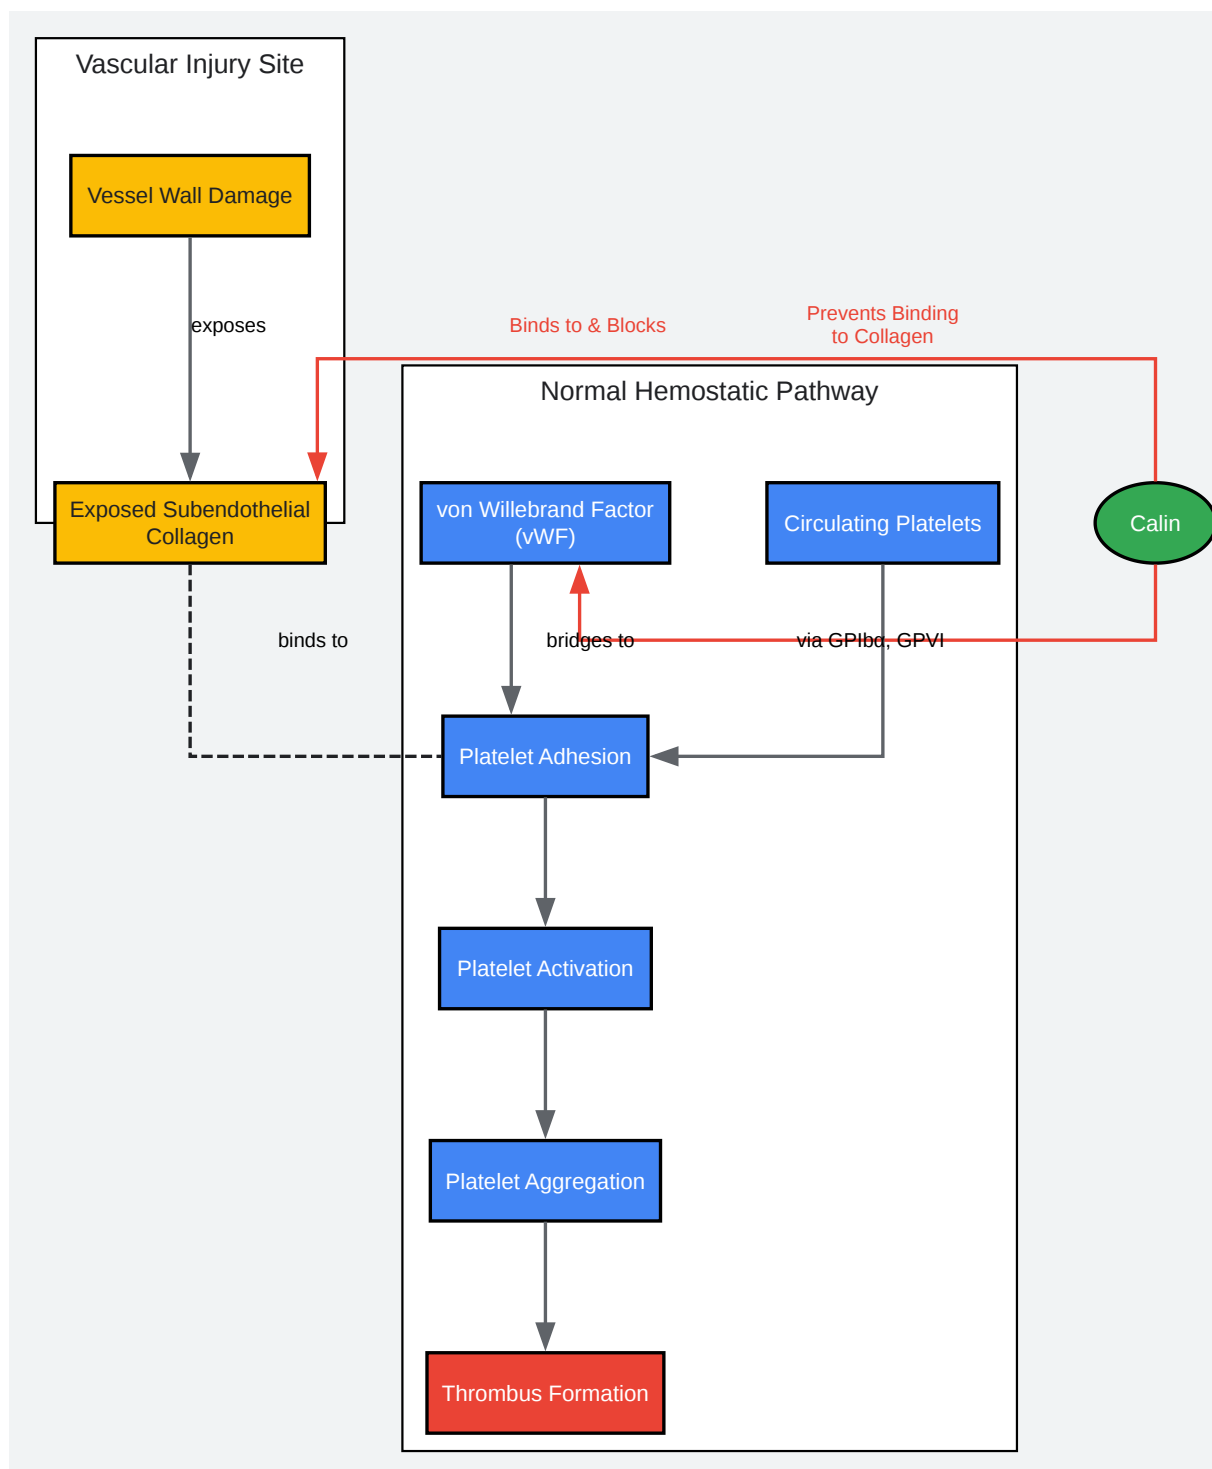 Vascular Injury Site
Vessel Wall Damage
exposes
Binds to & Blocks
Prevents Binding
to Collagen
Normal Hemostatic Pathway
Exposed Subendothelial
Collagen
von Willebrand Factor
(vWF)
Circulating Platelets
Calin
binds to
bridges to
via GPIbα, GPVI
Platelet Adhesion
Platelet Activation
Platelet Aggregation
Thrombus Formation